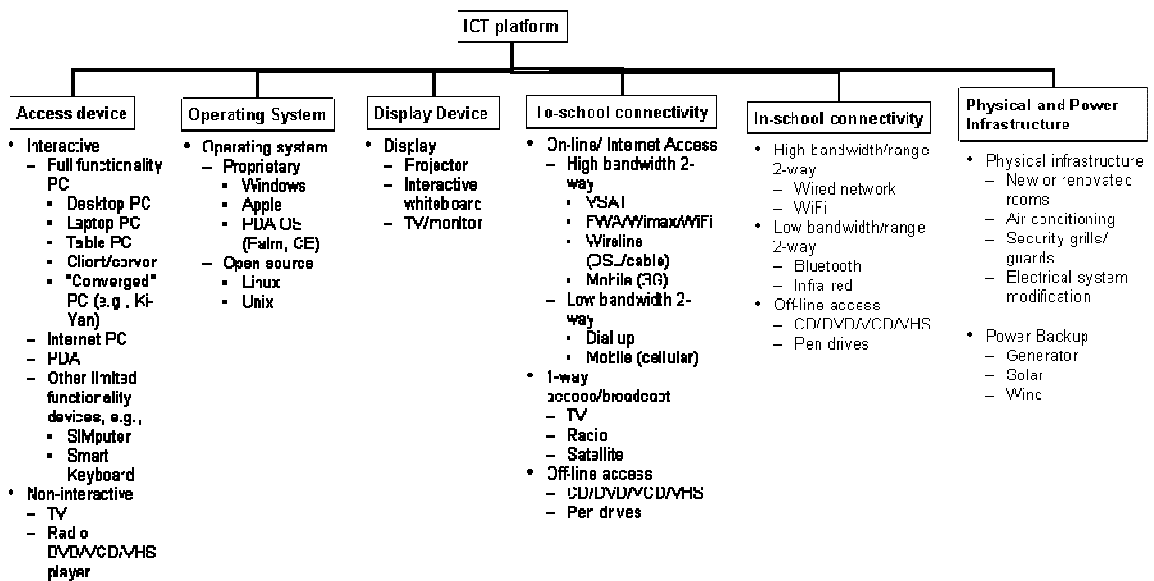 ICT platform
Access device
• Interactive
– Full functionality
PC
▪ Desktop PC
▪ Laptop PC
▪ Table PC
▪ Client/server
▪ "Converged"
PC (e.g., Ki-
Yan)
– Internet PC
– PDA
– Other limited
functionality
devices, e.g.,
▪ SIMputer
▪ Smart
Keyboard
• Non-interactive
– TV
– Radio
DVD/VCD/VHS
player
Operating System
• Operating system
– Proprietary
▪ Windows
▪ Apple
▪ PDA OS
(Palm, CE)
– Open source
▪ Linux
▪ Unix
Display Device
• Display
– Projector
– Interactive
whiteboard
– TV/monitor
To-school connectivity
• On-line/ Internet Access
– High bandwidth 2-
way
▪ VSAT
▪ FWA/Wimax/WiFi
▪ Wireline
(DSL/cable)
▪ Mobile (3G)
– Low bandwidth 2-
way
▪ Dial up
▪ Mobile (cellular)
• 1-way
access/broadcast
– TV
– Radio
– Satellite
• Off-line access
– CD/DVD/VCD/VHS
– Pen drives
In-school connectivity
• High bandwidth/range
2-way
– Wired network
– WiFi
• Low bandwidth/range
2-way
– Bluetooth
– Infra red
• Off-line access
– CD/DVD/VCD/VHS
– Pen drives
Physical and Power
Infrastructure
• Physical infrastructure
– New or renovated
rooms
– Air conditioning
– Security grills/
guards
– Electrical system
modification
• Power Backup
– Generator
– Solar
– Wind